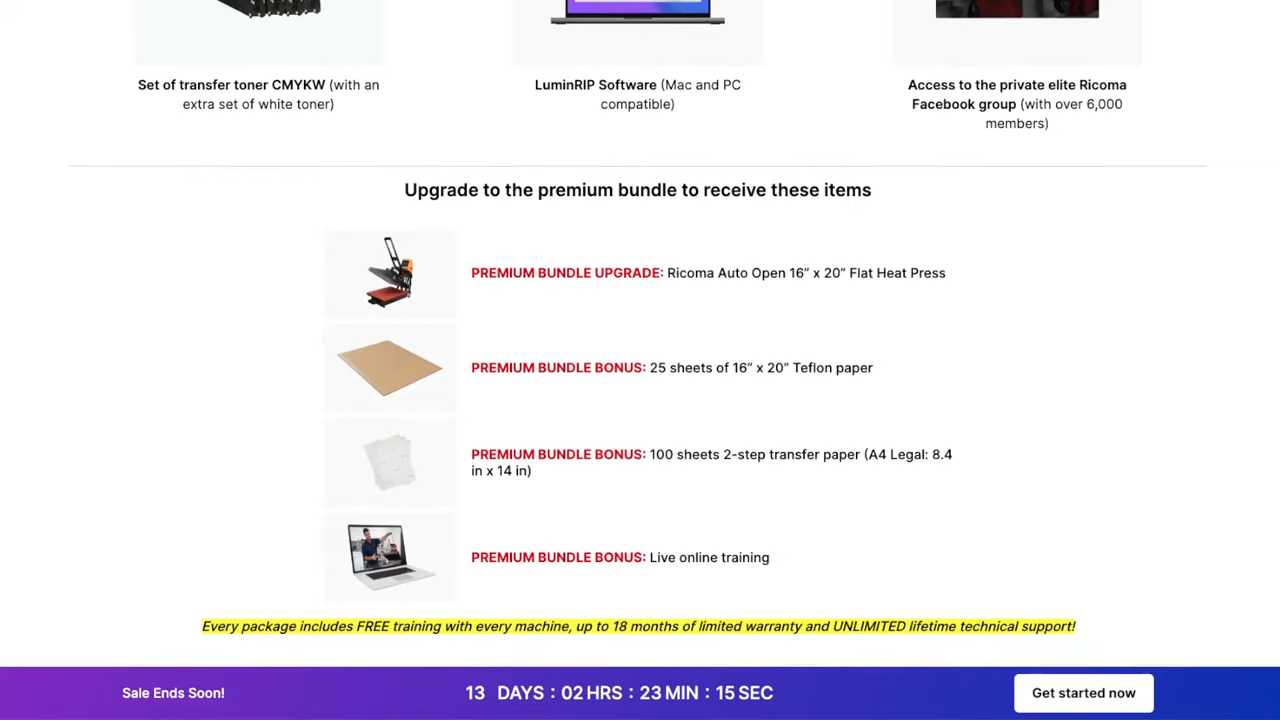 Set of transfer toner CMYKW (with an
extra set of white toner)
LuminRIP Software (Mac and PC
compatible)
Access to the private elite Ricoma
Facebook group (with over 6,000
members)
Upgrade to the premium bundle to receive these items
PREMIUM BUNDLE UPGRADE: Ricoma Auto Open 16” x 20” Flat Heat Press
PREMIUM BUNDLE BONUS: 25 sheets of 16” x 20” Teflon paper
PREMIUM BUNDLE BONUS: 100 sheets 2-step transfer paper (A4 Legal: 8.4
in x 14 in)
PREMIUM BUNDLE BONUS: Live online training
Every package includes FREE training with every machine, up to 18 months of limited warranty and UNLIMITED lifetime technical support!
Sale Ends Soon!
13 DAYS : 02 HRS : 23 MIN : 15 SEC
Get started now